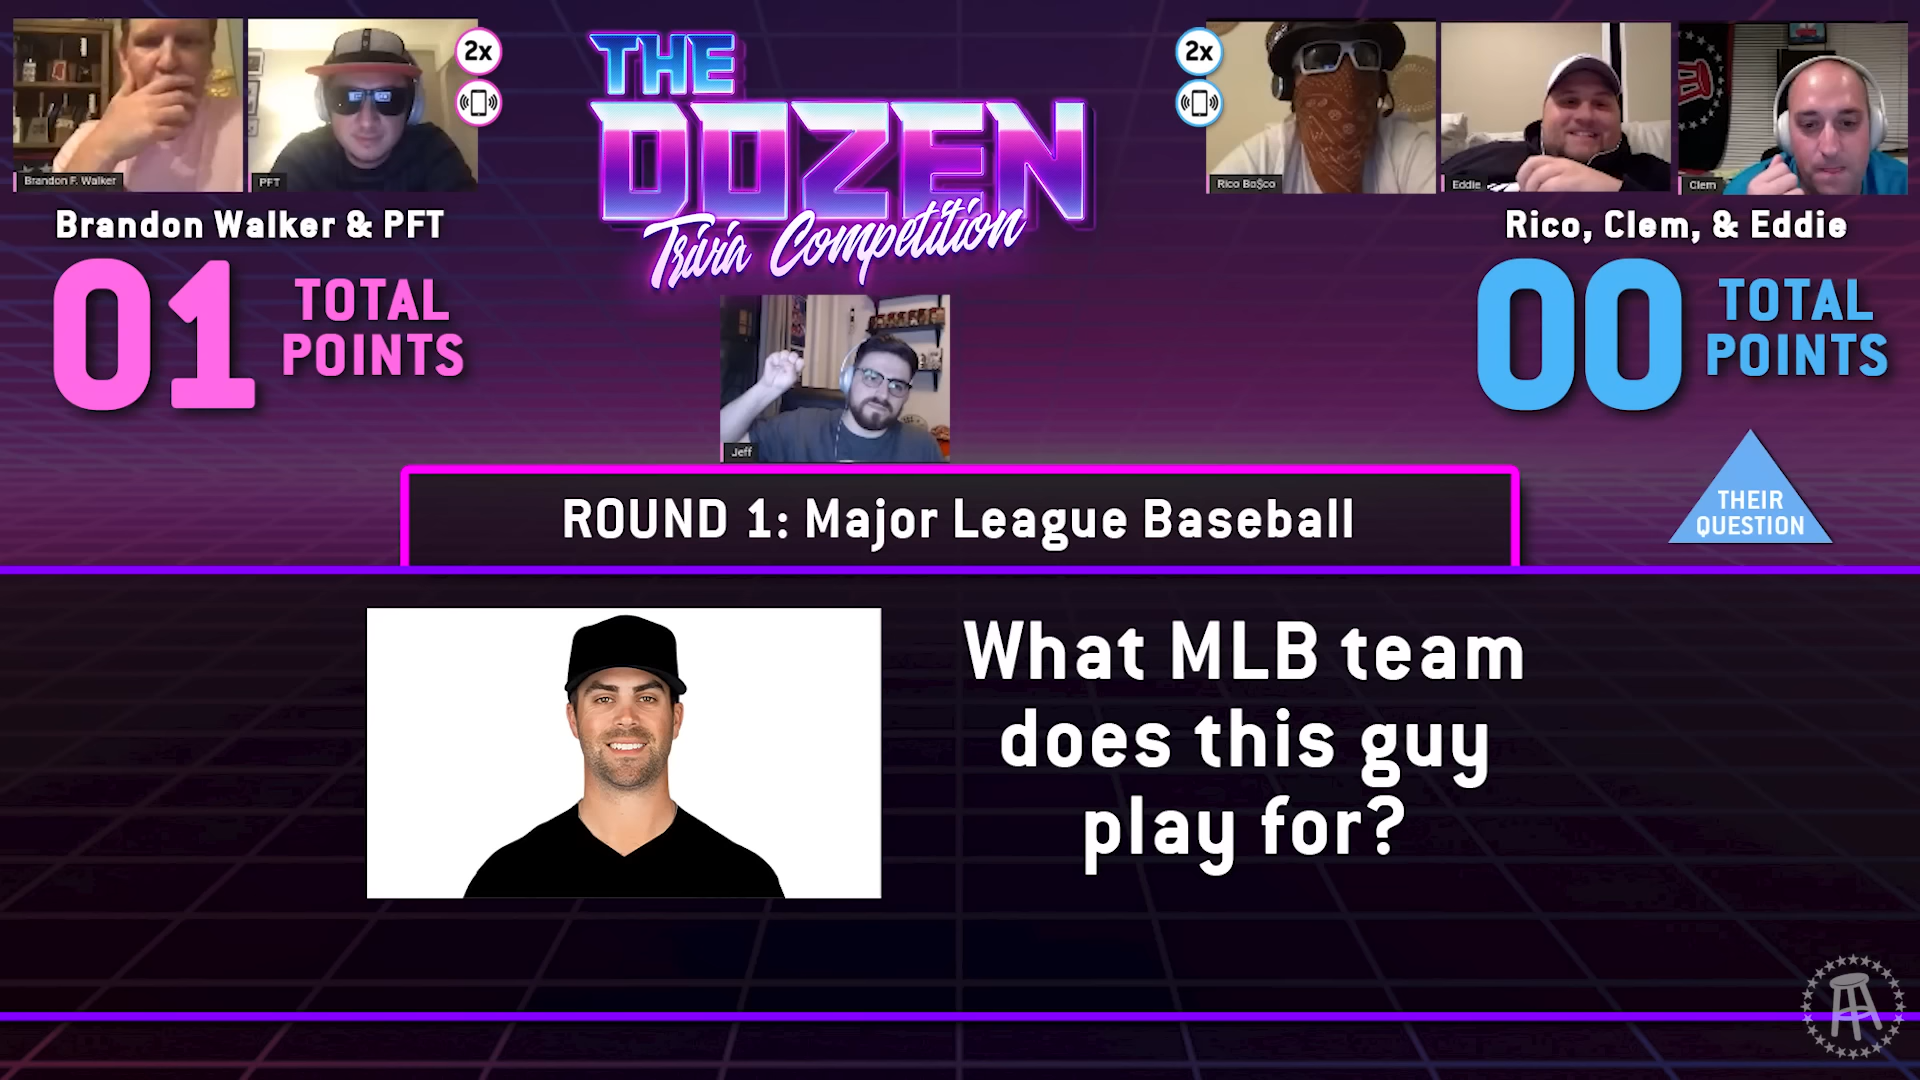 2x
2x
THE
DOZEN
Trivia Competition
Brandon F. Walker
PFT
Rico Bo$co
Eddie
Clem
Brandon Walker & PFT
Rico, Clem, & Eddie
01
TOTAL
POINTS
00
TOTAL
POINTS
Jeff
THEIR
QUESTION
ROUND 1: Major League Baseball
What MLB team
does this guy
play for?